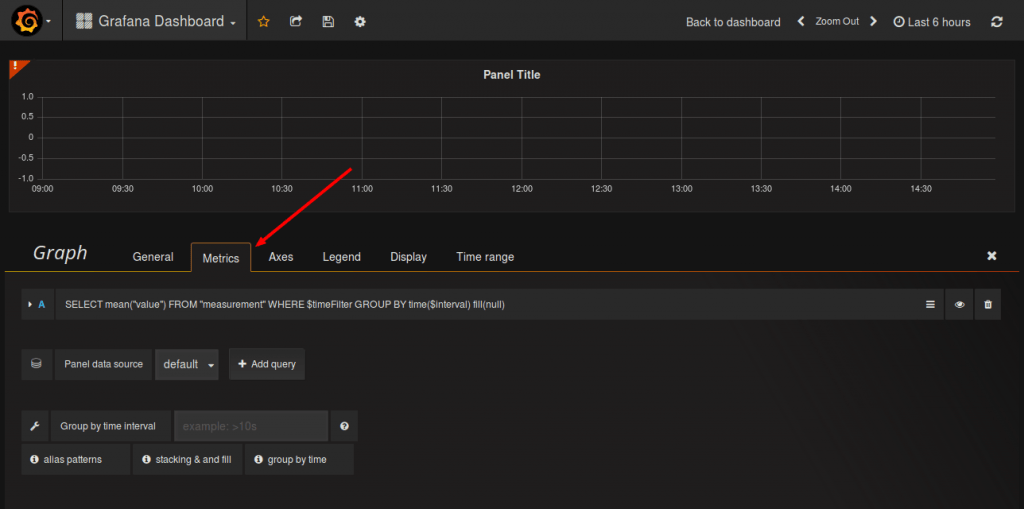 Grafana Dashboard
Back to dashboard Zoom Out Last 6 hours
!
Panel Title
1.0
0.5
0
-0.5
-1.0
09:00 09:30 10:00 10:30 11:00 11:30 12:00 12:30 13:00 13:30 14:00 14:30
Graph General Metrics Axes Legend Display Time range
A SELECT mean("value") FROM "measurement" WHERE $timeFilter GROUP BY time($interval) fill(null)
Panel data source default + Add query
Group by time interval example: >10s
alias patterns stacking & and fill group by time